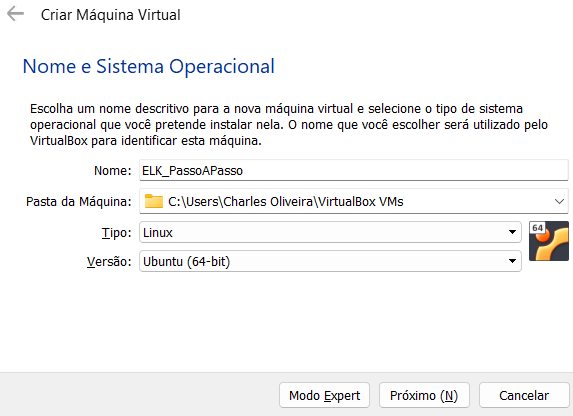 Criar Máquina Virtual
Nome e Sistema Operacional
Escolha um nome descritivo para a nova máquina virtual e selecione o tipo de sistema
operacional que você pretende instalar nela. O nome que você escolher será utilizado pelo
VirtualBox para identificar esta máquina.
Nome: ELK_PassoAPasso
Pasta da Máquina: C:\Users\Charles Oliveira\VirtualBox VMs
Tipo: Linux
64
Versão: Ubuntu (64-bit)
Modo Expert Próximo (N) Cancelar